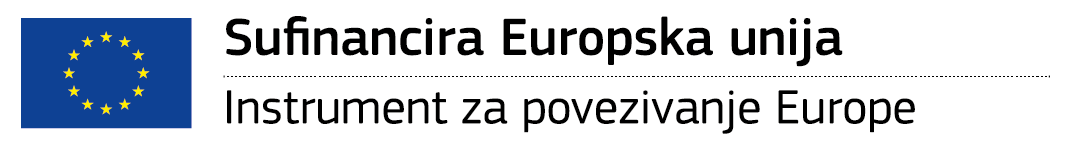 Sufinancira Europska unija
Instrument za povezivanje Europe